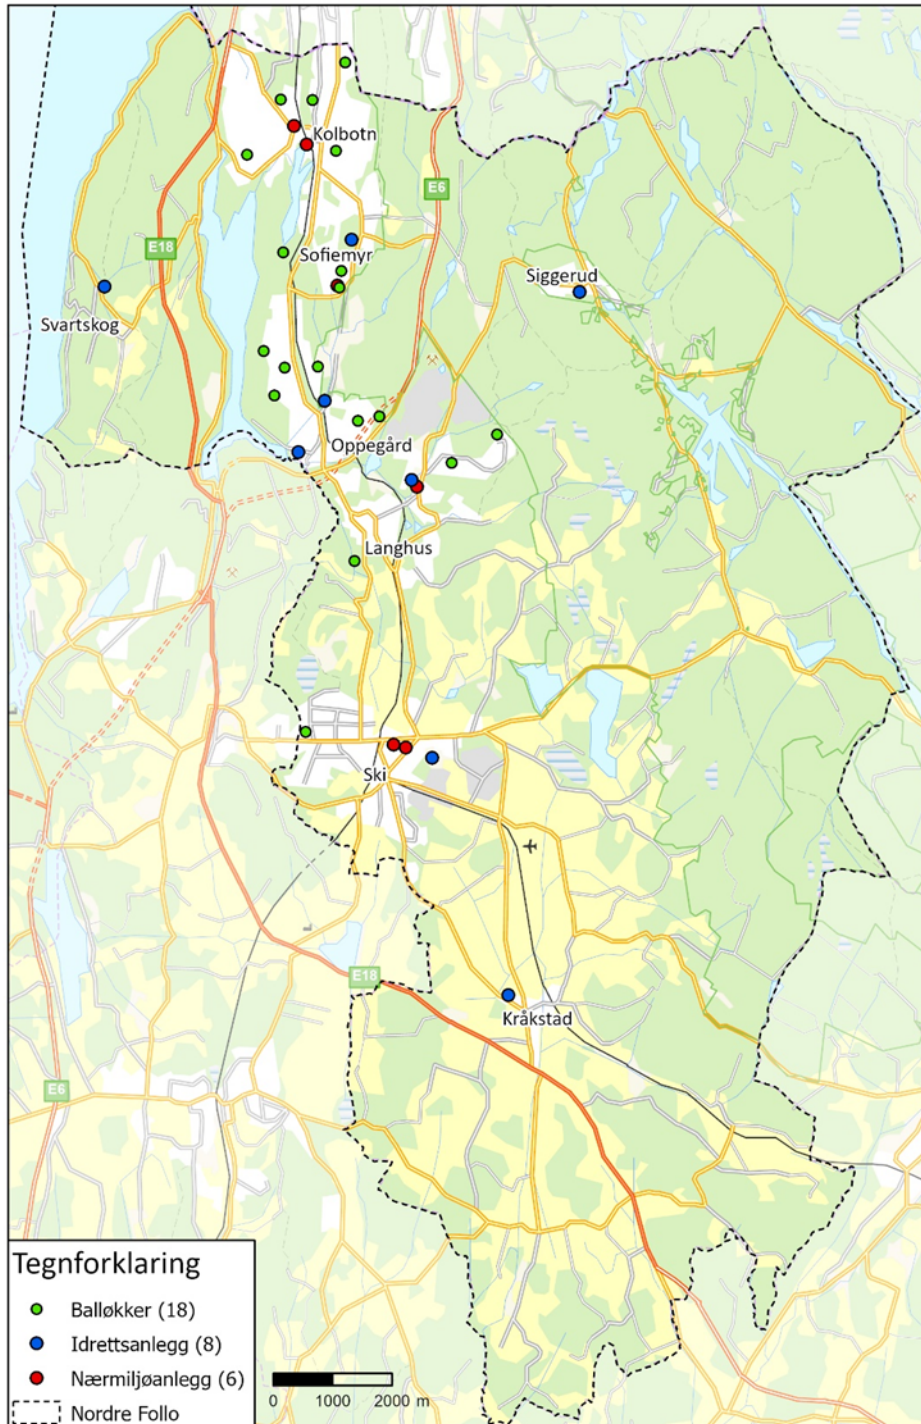 Kolbotn
E6
E18
Sofiemyr
Siggerud
Svartskog
Oppegård
Langhus
Ski
E18
Kråkstad
E6
Tegnforklaring
Balløkker (18)
Idrettsanlegg (8)
Nærmiljøanlegg (6)
Nordre Follo
0 1000 2000 m